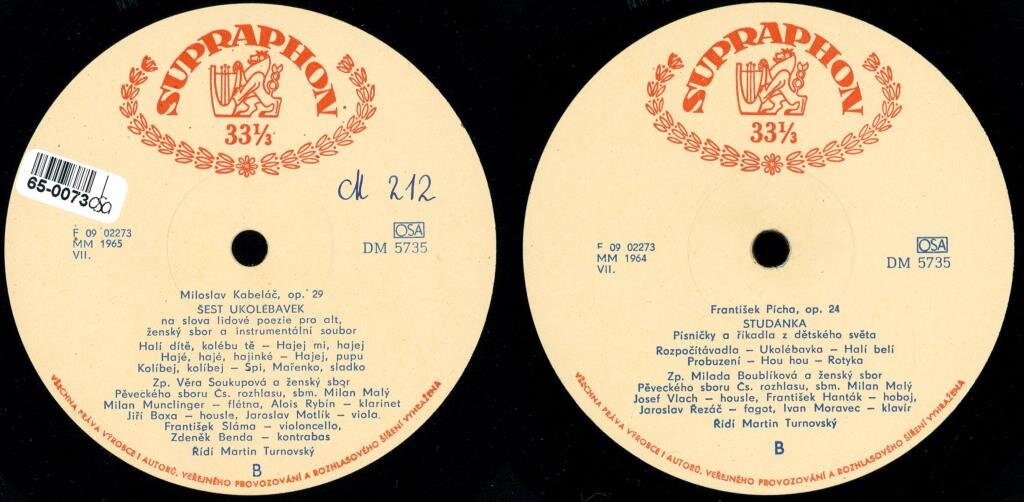 SUPRAPHON
33⅓
65-0073
M 212
F 09 02273
MM 1965
VII.
OSA
DM 5735
Miloslav Kabeláč, op. 29
ŠEST UKOLÉBAVEK
na slova lidové poezie pro alt,
ženský sbor a instrumentální soubor
Halí dítě, kolébu tě – Hajej mi, hajej
Hajé, hajé, hajinké – Hajej, pupu
Kolíbej, kolíbej – Spi, Mařenko, sladko
Zp. Věra Soukupová a ženský sbor
Pěveckého sboru Čs. rozhlasu, sbm. Milan Malý
Milan Munclinger – flétna, Alois Rybín – klarinet
Jiří Baxa – housle, Jaroslav Motlík – viola,
František Sláma – violoncello,
Zdeněk Benda – kontrabas
Řídí Martin Turnovský
B
VŠECHNA PRÁVA VÝROBCE I AUTORŮ, VEŘEJNÉHO PROVOZOVÁNÍ A ROZHLASOVÉHO ŠÍŘENÍ VYHRAŽENA
SUPRAPHON
33⅓
F 09 02273
MM 1964
VII.
OSA
DM 5735
František Pícha, op. 24
STUDÁNKA
Písničky a říkadla z dětského světa
Rozpočítávadla – Ukolébavka – Halí belí
Probuzení – Hou hou – Rotyka
Zp. Milada Boublíková a ženský sbor
Pěveckého sboru Čs. rozhlasu, sbm. Milan Malý
Josef Vlach – housle, František Hanták – hoboj,
Jaroslav Řezáč – fagot, Ivan Moravec – klavír
Řídí Martin Turnovský
B
VŠECHNA PRÁVA VÝROBCE I AUTORŮ, VEŘEJNÉHO PROVOZOVÁNÍ A ROZHLASOVÉHO ŠÍŘENÍ VYHRAŽENA